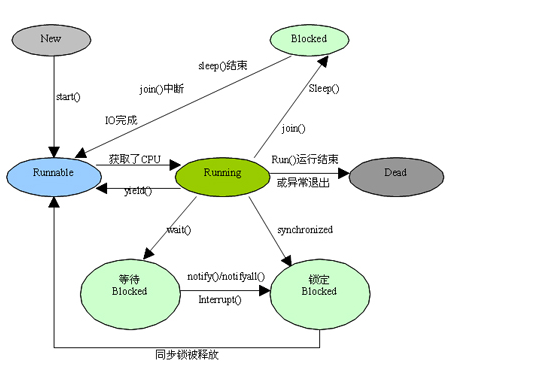 New
Blocked
sleep()结束
join()中断
Sleep()
start()
IO完成
join()
获取了CPU
Run()运行结束
Runnable
Running
Dead
或异常退出
yield()
wait()
synchronized
等待
Blocked
notify()/notifyall()
Interrupt()
锁定
Blocked
同步锁被释放